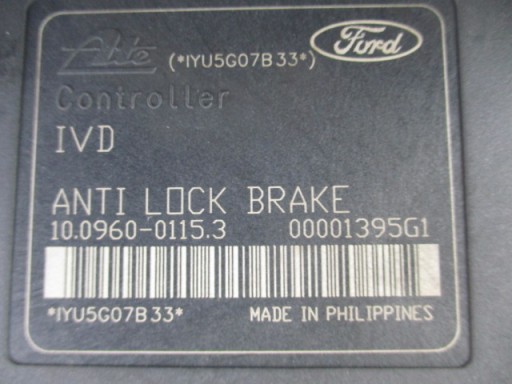 Ate (*IYU5G07B33*) Ford
Controller
IVD
ANTI LOCK BRAKE
10.0960-0115.3 00001395G1
*IYU5G07B33* MADE IN PHILIPPINES